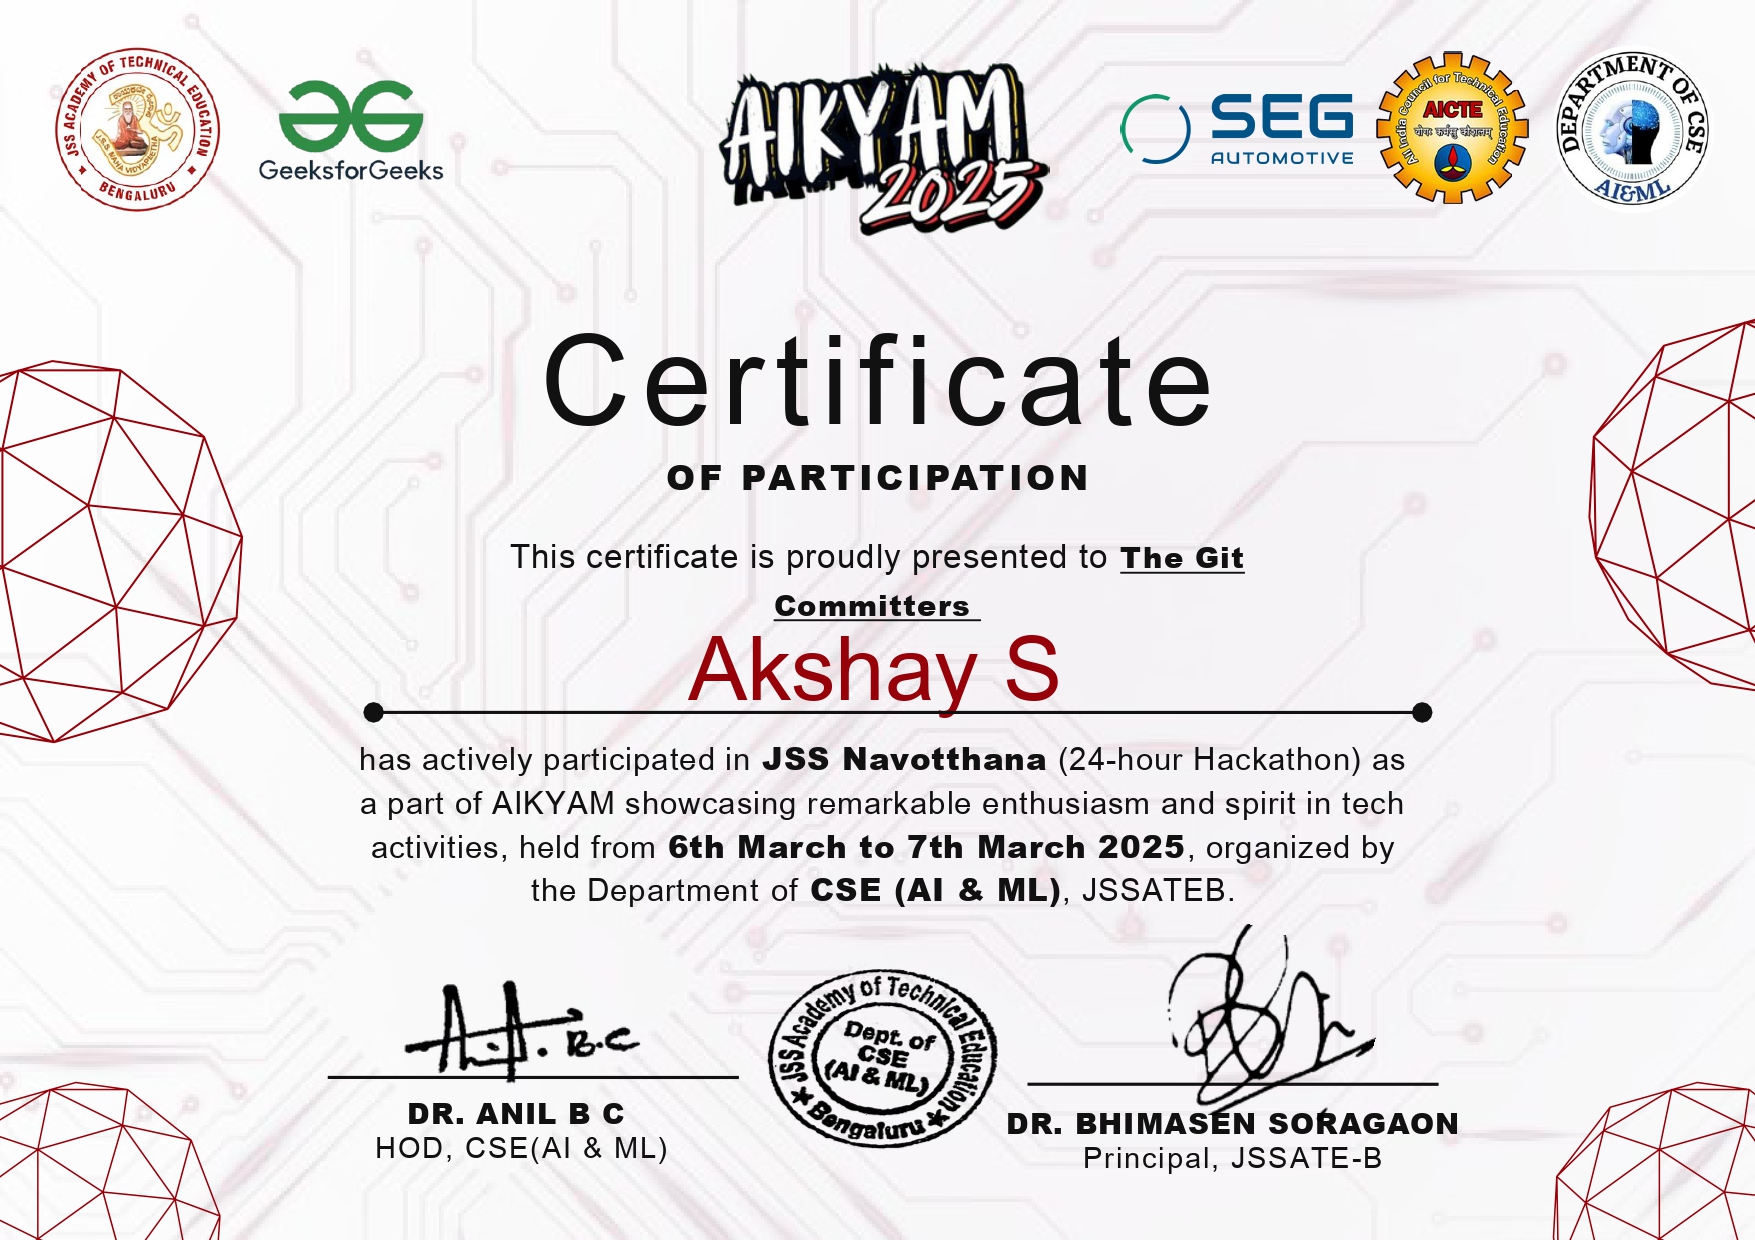 JSS ACADEMY OF TECHNICAL EDUCATION
BENGALURU
GeeksforGeeks
AIKYAM
2025
SEG
AUTOMOTIVE
All India Council for Technical Education
AICTE
योगः कर्मसु कौशलम्
DEPARTMENT OF CSE
AI&ML
Certificate
OF PARTICIPATION
This certificate is proudly presented to The Git
Committers
Akshay S
has actively participated in JSS Navotthana (24-hour Hackathon) as
a part of AIKYAM showcasing remarkable enthusiasm and spirit in tech
activities, held from 6th March to 7th March 2025, organized by
the Department of CSE (AI & ML), JSSATEB.
B.C
JSS Academy of Technical Education
Dept. of
CSE
(AI & ML)
Bengaluru
DR. ANIL B C
HOD, CSE(AI & ML)
DR. BHIMASEN SORAGAON
Principal, JSSATE-B